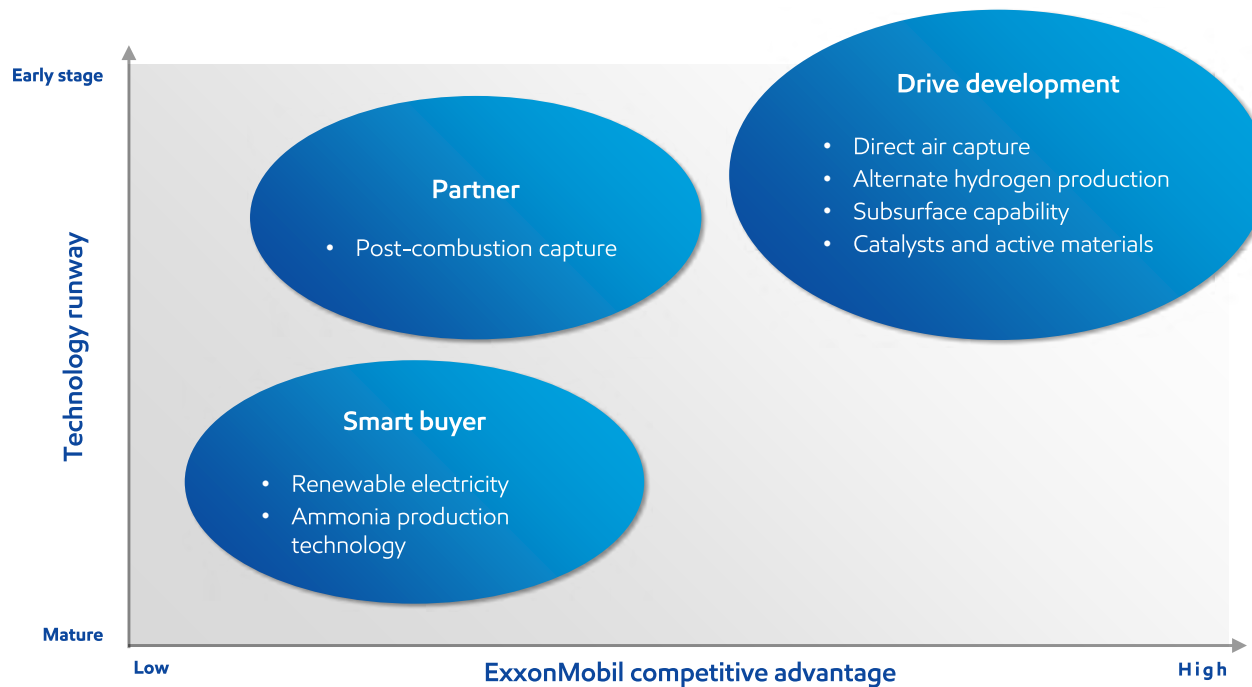 Early stage
Drive development
• Direct air capture
• Alternate hydrogen production
• Subsurface capability
• Catalysts and active materials
Partner
• Post-combustion capture
Technology runway
Smart buyer
• Renewable electricity
• Ammonia production
technology
Mature
Low
ExxonMobil competitive advantage
High